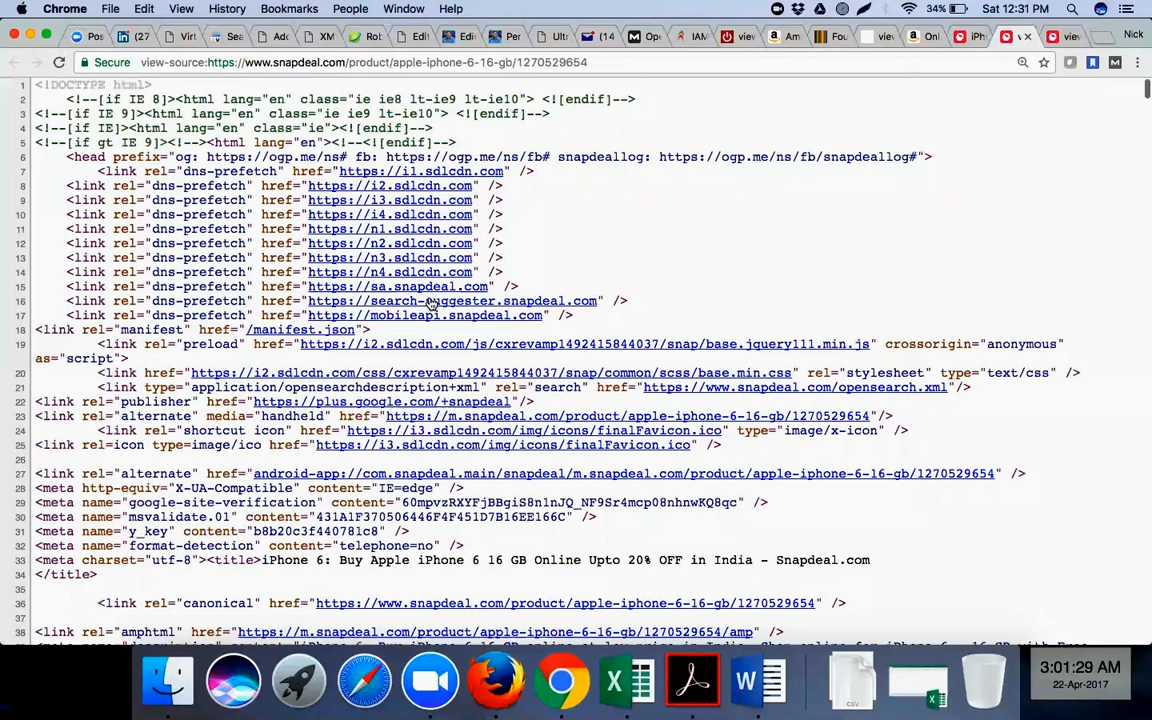 Chrome File Edit View History Bookmarks People Window Help 34% Sat 12:31 PM
Pos (27 Virt Sea Add XM Rob Edit Edi Per Ultr (14 Ope IAM view Am Fou view Onl iPh v view Nick
Secure view-source:https://www.snapdeal.com/product/apple-iphone-6-16-gb/1270529654
1 <!DOCTYPE html>
2 <!--[if IE 8]><html lang="en" class="ie ie8 lt-ie9 lt-ie10"> <![endif]-->
3 <!--[if IE 9]><html lang="en" class="ie ie9 lt-ie10"> <![endif]-->
4 <!--[if IE]><html lang="en" class="ie"><![endif]-->
5 <!--[if gt IE 9]><!--><html lang="en"><!--<![endif]-->
6 <head prefix="og: https://ogp.me/ns# fb: https://ogp.me/ns/fb# snapdeallog: https://ogp.me/ns/fb/snapdeallog#">
7 <link rel="dns-prefetch" href="https://i1.sdlcdn.com" />
8 <link rel="dns-prefetch" href="https://i2.sdlcdn.com" />
9 <link rel="dns-prefetch" href="https://i3.sdlcdn.com" />
10 <link rel="dns-prefetch" href="https://i4.sdlcdn.com" />
11 <link rel="dns-prefetch" href="https://n1.sdlcdn.com" />
12 <link rel="dns-prefetch" href="https://n2.sdlcdn.com" />
13 <link rel="dns-prefetch" href="https://n3.sdlcdn.com" />
14 <link rel="dns-prefetch" href="https://n4.sdlcdn.com" />
15 <link rel="dns-prefetch" href="https://sa.snapdeal.com" />
16 <link rel="dns-prefetch" href="https://search-suggester.snapdeal.com" />
17 <link rel="dns-prefetch" href="https://mobileapi.snapdeal.com" />
18 <link rel="manifest" href="/manifest.json">
19 <link rel="preload" href="https://i2.sdlcdn.com/js/cxrevamp1492415844037/snap/base.jquery111.min.js" crossorigin="anonymous"
as="script">
20 <link href="https://i2.sdlcdn.com/css/cxrevamp1492415844037/snap/common/scss/base.min.css" rel="stylesheet" type="text/css" />
21 <link type="application/opensearchdescription+xml" rel="search" href="https://www.snapdeal.com/opensearch.xml"/>
22 <link rel="publisher" href="https://plus.google.com/+snapdeal"/>
23 <link rel="alternate" media="handheld" href="https://m.snapdeal.com/product/apple-iphone-6-16-gb/1270529654"/>
24 <link rel="shortcut icon" href="https://i3.sdlcdn.com/img/icons/finalFavicon.ico" type="image/x-icon" />
25 <link rel=icon type=image/ico href="https://i3.sdlcdn.com/img/icons/finalFavicon.ico" />
26
27 <link rel="alternate" href="android-app://com.snapdeal.main/snapdeal/m.snapdeal.com/product/apple-iphone-6-16-gb/1270529654" />
28 <meta http-equiv="X-UA-Compatible" content="IE=edge" />
29 <meta name="google-site-verification" content="60mpvzRXYFjBBgiS8n1nJQ_NF9Sr4mcp08nhnwKQ8qc" />
30 <meta name="msvalidate.01" content="431A1F370506446F4F451D7B16EE166C" />
31 <meta name="y_key" content="b8b20c3f440781c8" />
32 <meta name="format-detection" content="telephone=no" />
33 <meta charset="utf-8"><title>iPhone 6: Buy Apple iPhone 6 16 GB Online Upto 20% OFF in India - Snapdeal.com
34 </title>
35
36 <link rel="canonical" href="https://www.snapdeal.com/product/apple-iphone-6-16-gb/1270529654" />
37
38 <link rel="amphtml" href="https://m.snapdeal.com/product/apple-iphone-6-16-gb/1270529654/amp" />
3:01:29 AM
22-Apr-2017